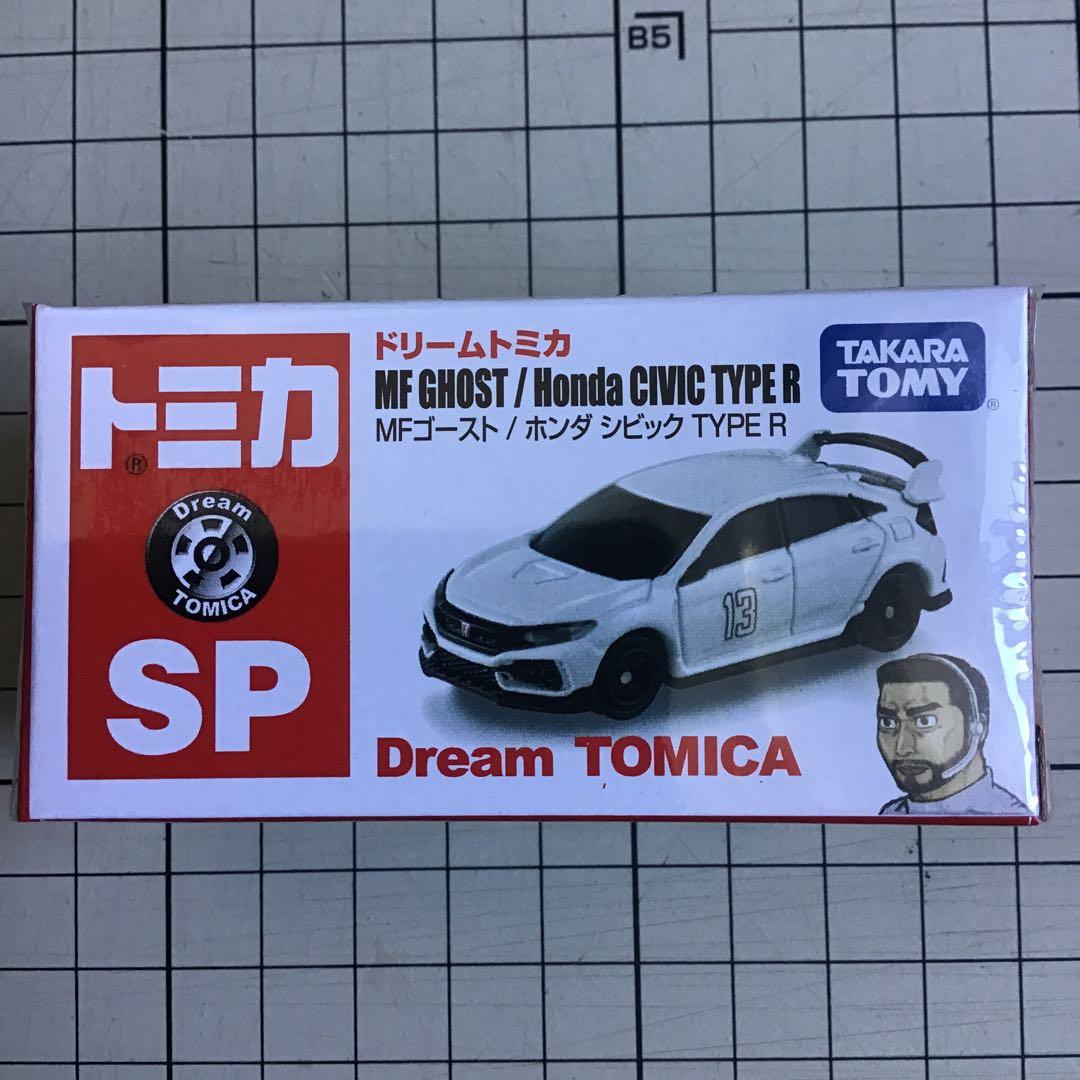 B5
トミカ
®
Dream
TOMICA
SP
ドリームトミカ
MF GHOST / Honda CIVIC TYPE R
MFゴースト / ホンダ シビック TYPE R
TAKARA
TOMY
®
13
Dream TOMICA